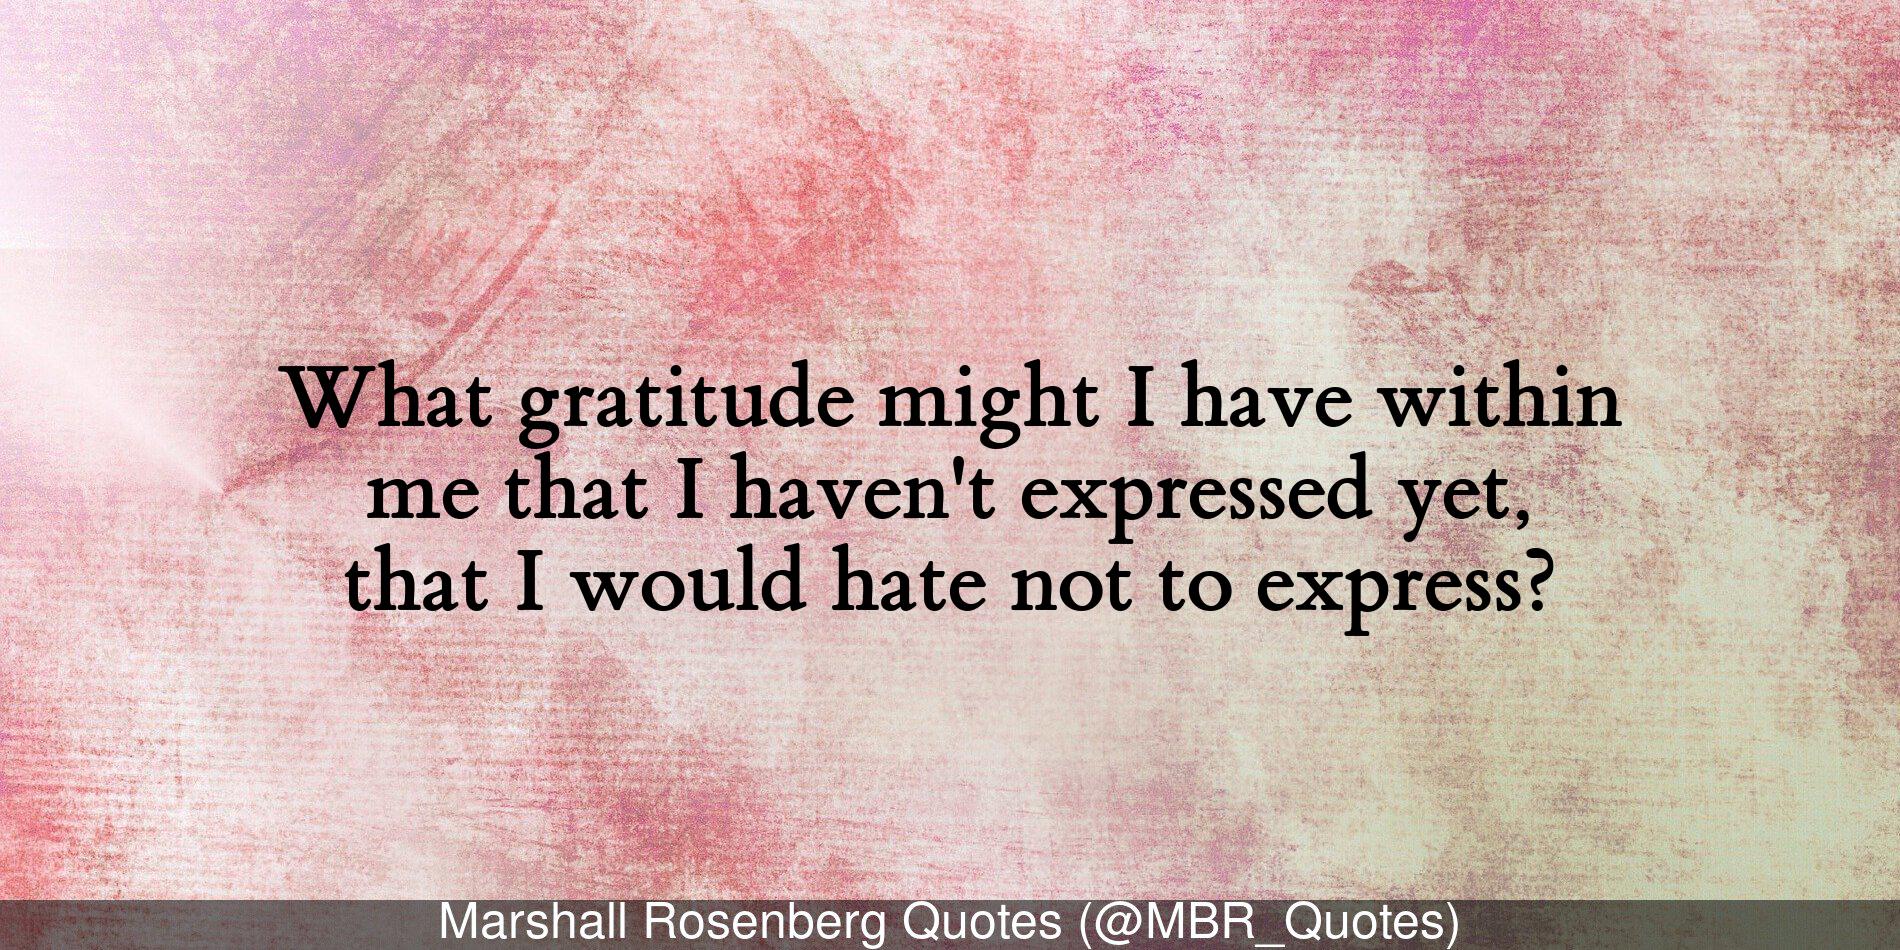 What gratitude might I have within
me that I haven't expressed yet,
that I would hate not to express?
Marshall Rosenberg Quotes (@MBR_Quotes)